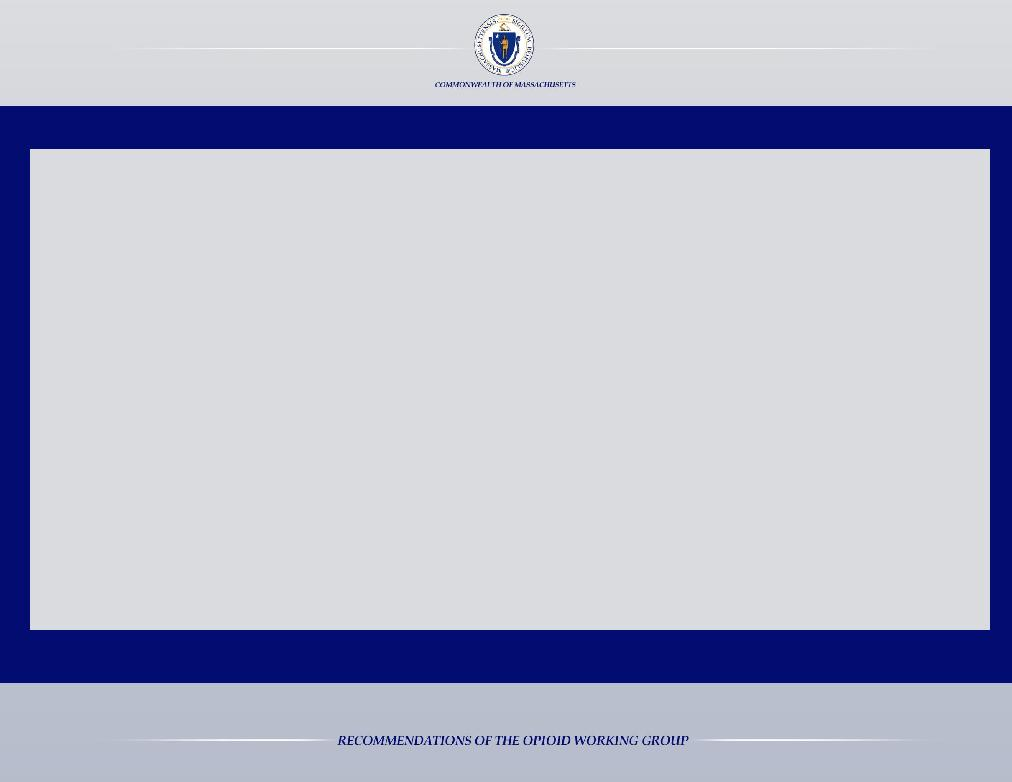 COMMONWEALTH OF MASSACHUSETTS
RECOMMENDATIONS OF THE OPIOID WORKING GROUP